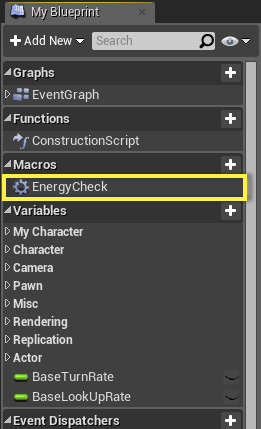 My Blueprint
Add New
Search
Graphs
EventGraph
Functions
ConstructionScript
Macros
EnergyCheck
Variables
My Character
Character
Camera
Pawn
Misc
Rendering
Replication
Actor
BaseTurnRate
BaseLookUpRate
Event Dispatchers